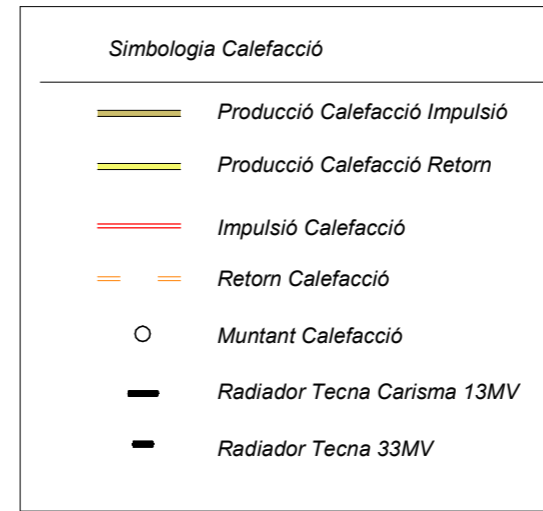 Simbologia Calefacció
Producció Calefacció Impulsió
Producció Calefacció Retorn
Impulsió Calefacció
Retorn Calefacció
Muntant Calefacció
Radiador Tecna Carisma 13MV
Radiador Tecna 33MV